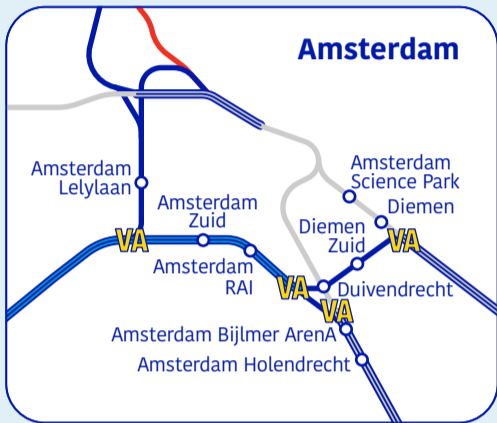 Amsterdam
Amsterdam
Lelylaan
Amsterdam
Zuid
Amsterdam
Science Park
Diemen
Diemen
Zuid
VA
VA
Amsterdam
RAI
VA
Duivendrecht
VA
Amsterdam Bijlmer ArenA
Amsterdam Holendrecht